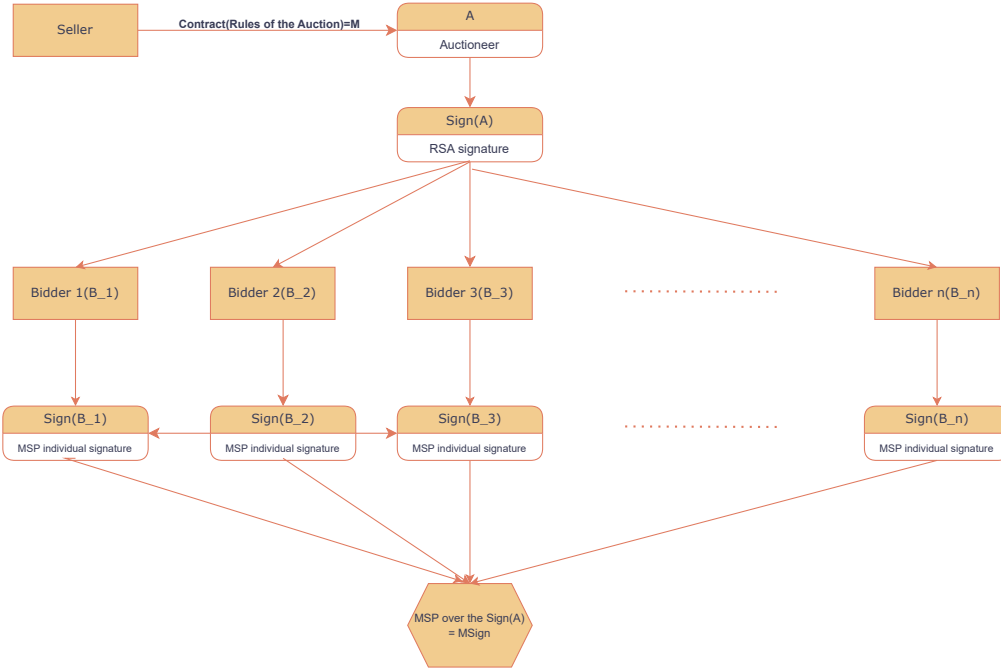 Seller
Contract(Rules of the Auction)=M
A
Auctioneer
Sign(A)
RSA signature
Bidder 1(B_1)
Bidder 2(B_2)
Bidder 3(B_3)
Bidder n(B_n)
Sign(B_1)
MSP individual signature
Sign(B_2)
MSP individual signature
Sign(B_3)
MSP individual signature
Sign(B_n)
MSP individual signature
MSP over the Sign(A)
= MSign